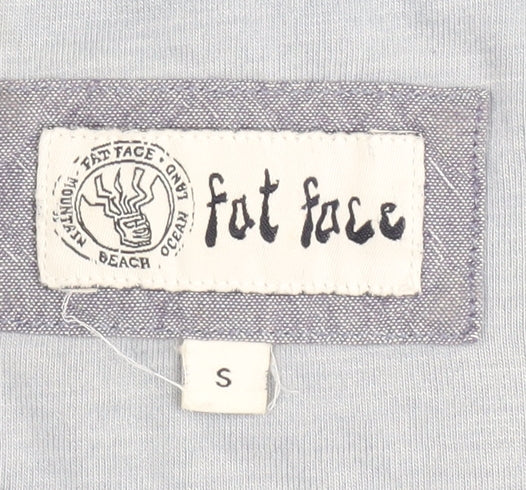 FAT FACE • LAND
OCEAN
BEACH
MOUNTAIN
fat face
S